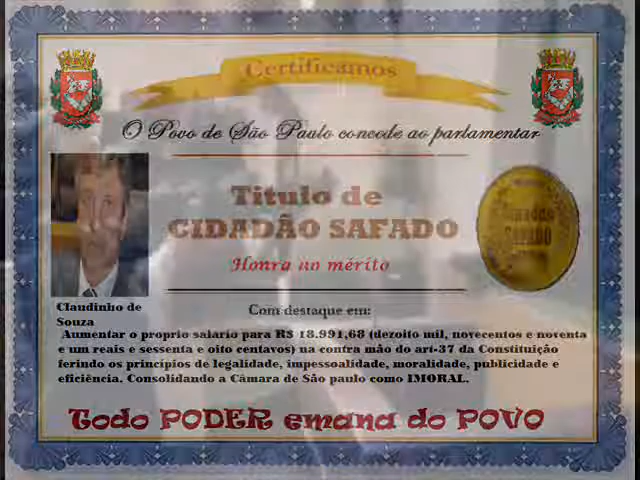 Certificamos
O Povo de São Paulo concede ao parlamentar
Titulo de
CIDADÃO SAFADO
Honra ao mérito
Claudinho de
Souza
Com destaque em:
Aumentar o proprio salario para R$ 18.991,68 (dezoito mil, novecentos e noventa
e um reais e sessenta e oito centavos) na contra mão do art-37 da Constituição
ferindo os princípios de legalidade, impessoalidade, moralidade, publicidade e
eficiência. Consolidando a Câmara de São paulo como IMORAL.
Todo PODER emana do POVO